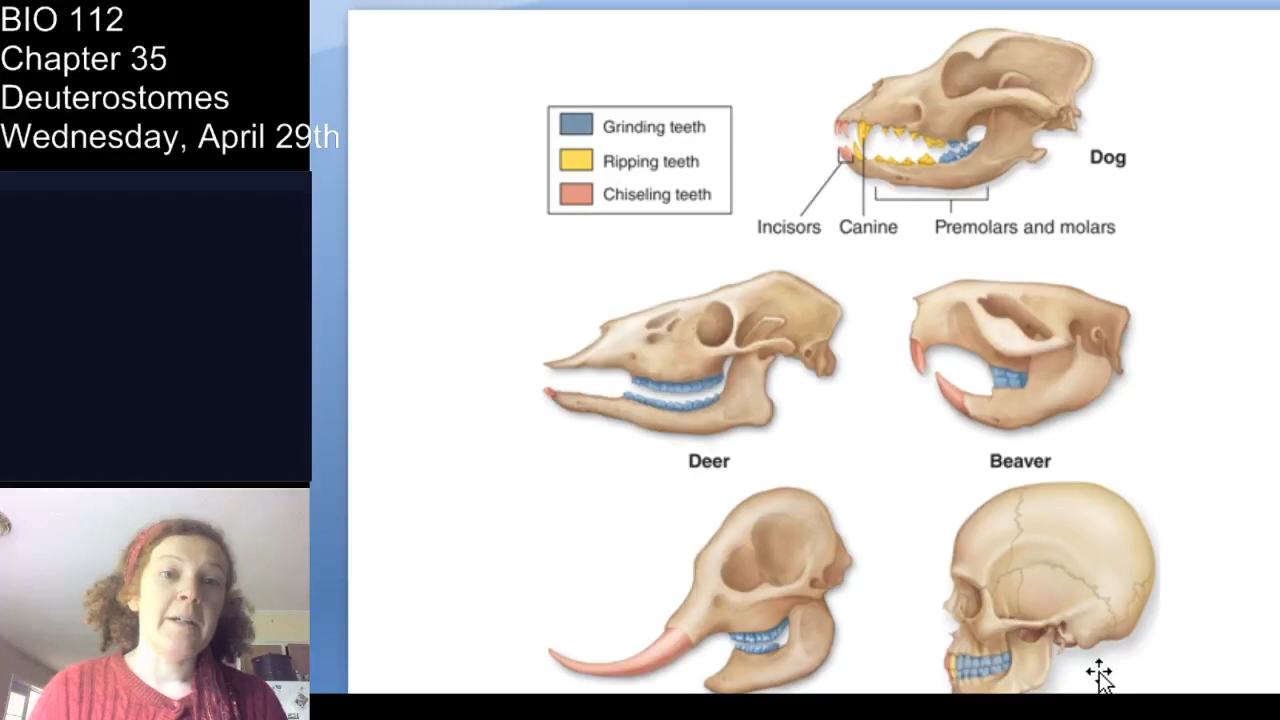 BIO 112
Chapter 35
Deuterostomes
Wednesday, April 29th
Grinding teeth
Ripping teeth
Chiseling teeth
Dog
Incisors Canine Premolars and molars
Deer Beaver